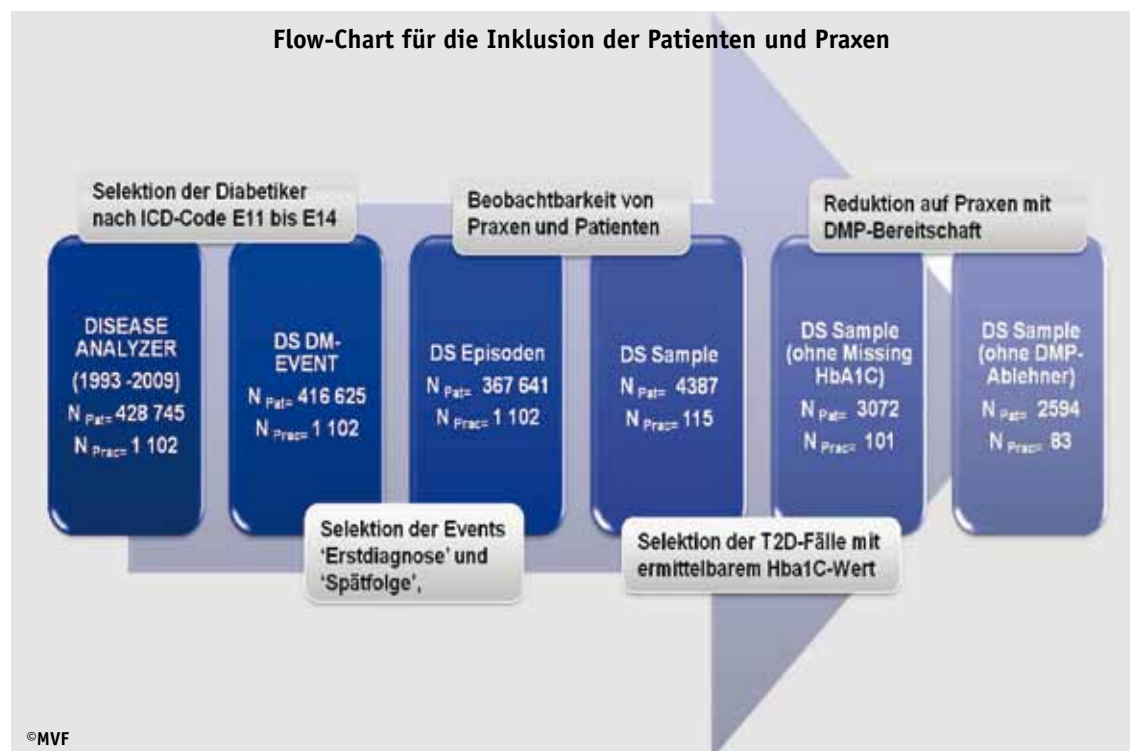 Flow-Chart für die Inklusion der Patienten und Praxen
Selektion der Diabetiker
nach ICD-Code E11 bis E14
Beobachtbarkeit von
Praxen und Patienten
Reduktion auf Praxen mit
DMP-Bereitschaft
DISEASE
ANALYZER
(1993 -2009)
N Pat= 428 745
N Prac= 1 102
DS DM-
EVENT
N Pat= 416 625
N Prac= 1 102
DS Episoden
N Pat= 367 641
N Prac= 1 102
DS Sample
N Pat= 4387
N Prac= 115
DS Sample
(ohne Missing
HbA1C)
N Pat= 3072
N Prac= 101
DS Sample
(ohne DMP-
Ablehner)
N Pat= 2594
N Prac= 83
Selektion der Events
'Erstdiagnose' und
'Spätfolge',
Selektion der T2D-Fälle mit
ermittelbarem Hba1C-Wert
©MVF